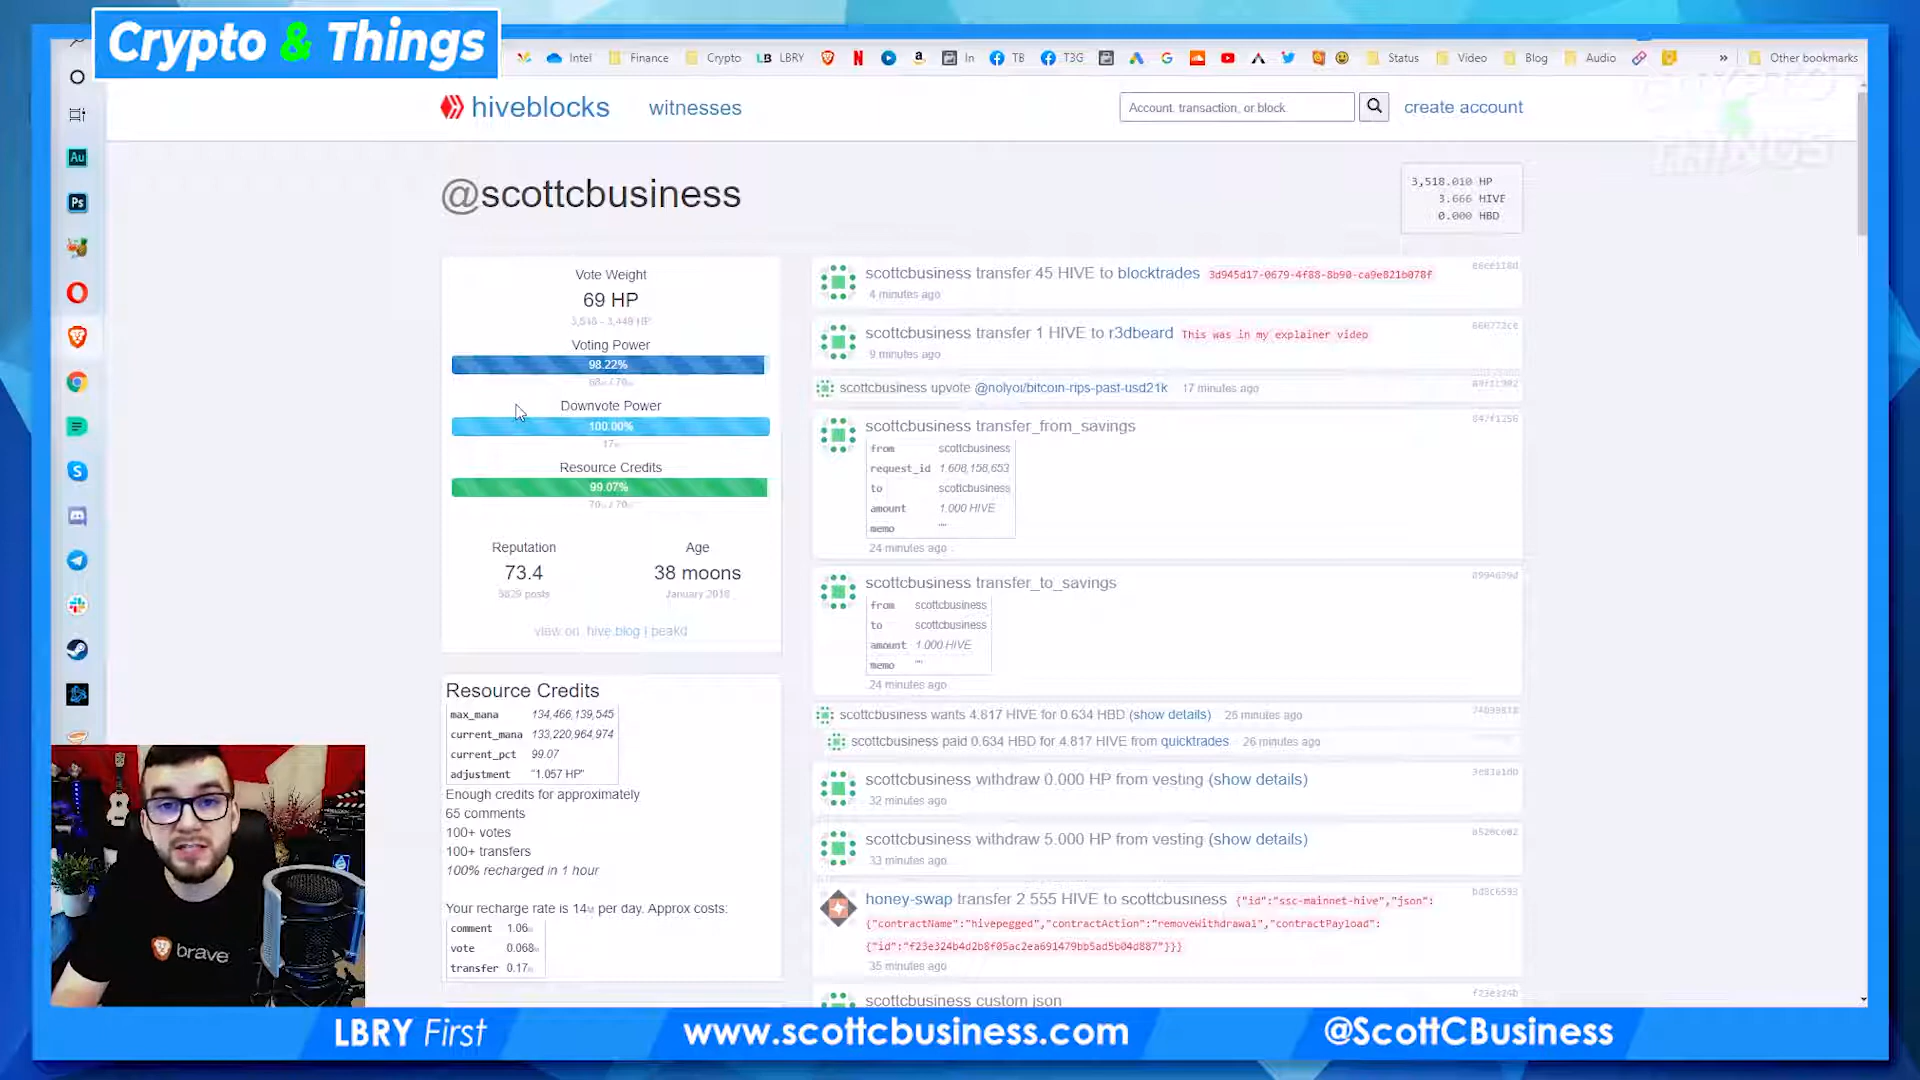 Crypto & Things
Intel Finance Crypto LB LBRY In TB T3G Status Video Blog Audio » Other bookmarks
hiveblocks witnesses Account, transaction, or block create account
THINGS
@scottcbusiness
3,518.010 HP
3.666 HIVE
0.000 HBD
Vote Weight
69 HP
Voting Power
98.22%
Downvote Power
100.00%
Resource Credits
99.07%
Reputation Age
73.4 38 moons
posts January 2018
view on hive.blog | peakd
Resource Credits
max_mana 134,466,139,545
current_mana 133,220,964,974
current_pct 99.07
adjustment "1.057 HP"
Enough credits for approximately
65 comments
100+ votes
100+ transfers
100% recharged in 1 hour
Your recharge rate is 14 per day. Approx costs:
comment 1.06
vote 0.068
transfer 0.17
scottcbusiness transfer 45 HIVE to blocktrades 3d945d17-0679-4f88-8b90-ca9e821b078f
4 minutes ago
scottcbusiness transfer 1 HIVE to r3dbeard This was in my explainer video
9 minutes ago
scottcbusiness upvote @nolyoi/bitcoin-rips-past-usd21k 17 minutes ago
scottcbusiness transfer_from_savings
from scottcbusiness
request_id 1,608,158,653
to scottcbusiness
amount 1.000 HIVE
memo ""
24 minutes ago
scottcbusiness transfer_to_savings
from scottcbusiness
to scottcbusiness
amount 1.000 HIVE
memo ""
24 minutes ago
scottcbusiness wants 4.817 HIVE for 0.634 HBD (show details) 26 minutes ago
scottcbusiness paid 0.634 HBD for 4.817 HIVE from quicktrades 26 minutes ago
scottcbusiness withdraw 0.000 HP from vesting (show details)
32 minutes ago
scottcbusiness withdraw 5.000 HP from vesting (show details)
33 minutes ago
honey-swap transfer 2.555 HIVE to scottcbusiness {"id":"ssc-mainnet-hive","json":
{"contractName":"hivepegged","contractAction":"removeWithdrawal","contractPayload":
{"id":"f23e324b4d2b8f05ac2ea691479bb5ad5b04d887"}}}
35 minutes ago
scottcbusiness custom json
Au
Ps
brave
LBRY First www.scottcbusiness.com @ScottCBusiness